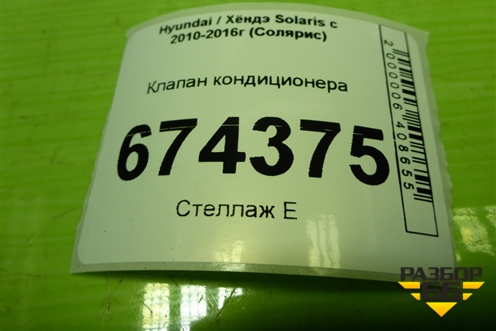 Hyundai / Хёндэ Solaris с
2010-2016г (Солярис)
Клапан кондиционера
674375
Стеллаж Е
2000006408655
РАЗБОР